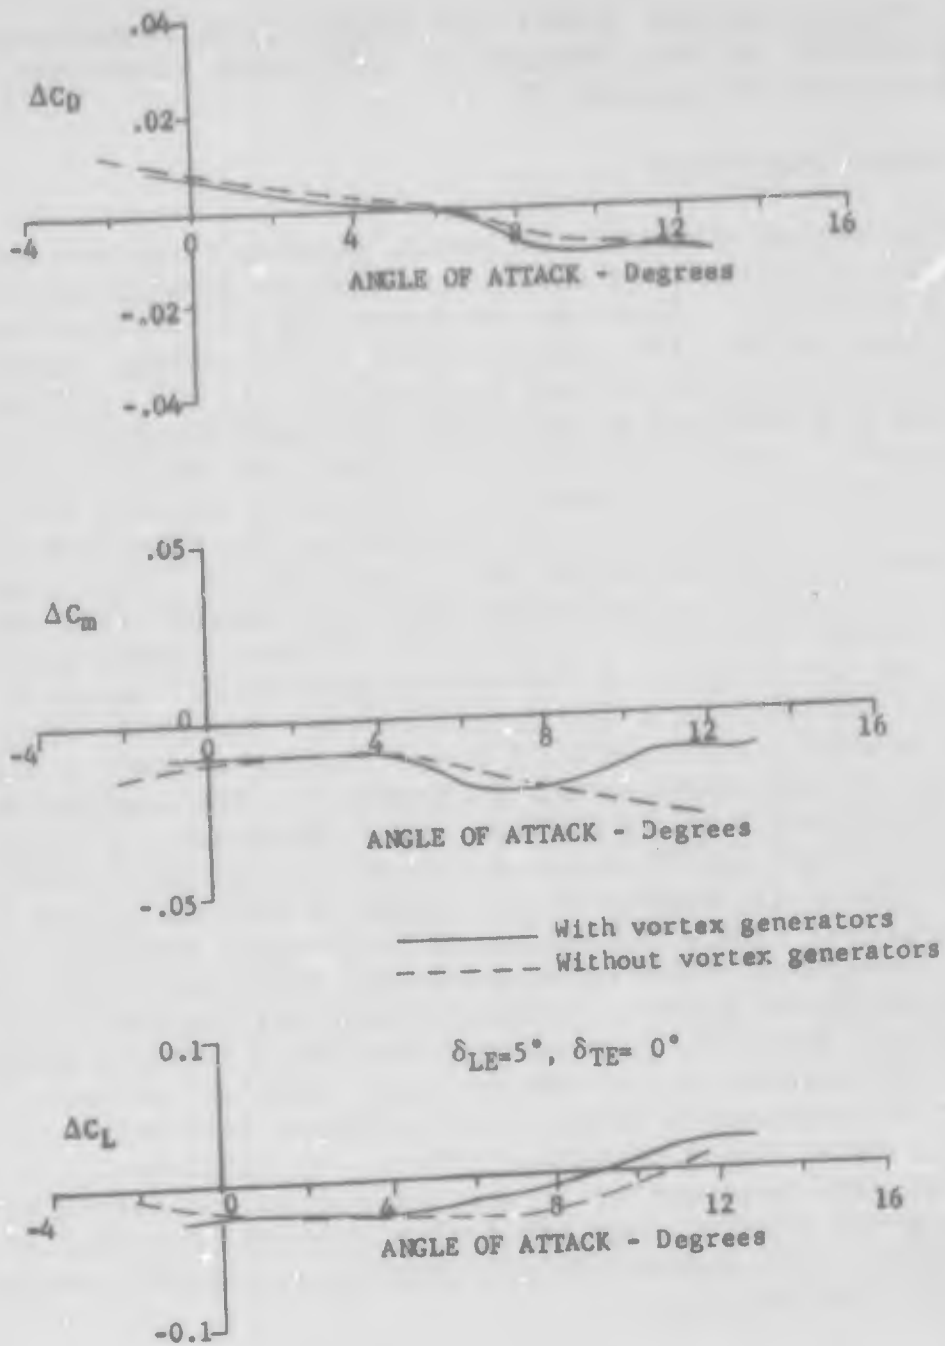 .04
ΔC_D
.02
-4 0 4 8 12 16
ANGLE OF ATTACK - Degrees
-.02
-.04
.05
ΔC_m
0
-4 0 4 8 12 16
ANGLE OF ATTACK - Degrees
-.05
With vortex generators
Without vortex generators
0.1
δ_LE=5°, δ_TE= 0°
ΔC_L
-4 0 4 8 12 16
ANGLE OF ATTACK - Degrees
-0.1